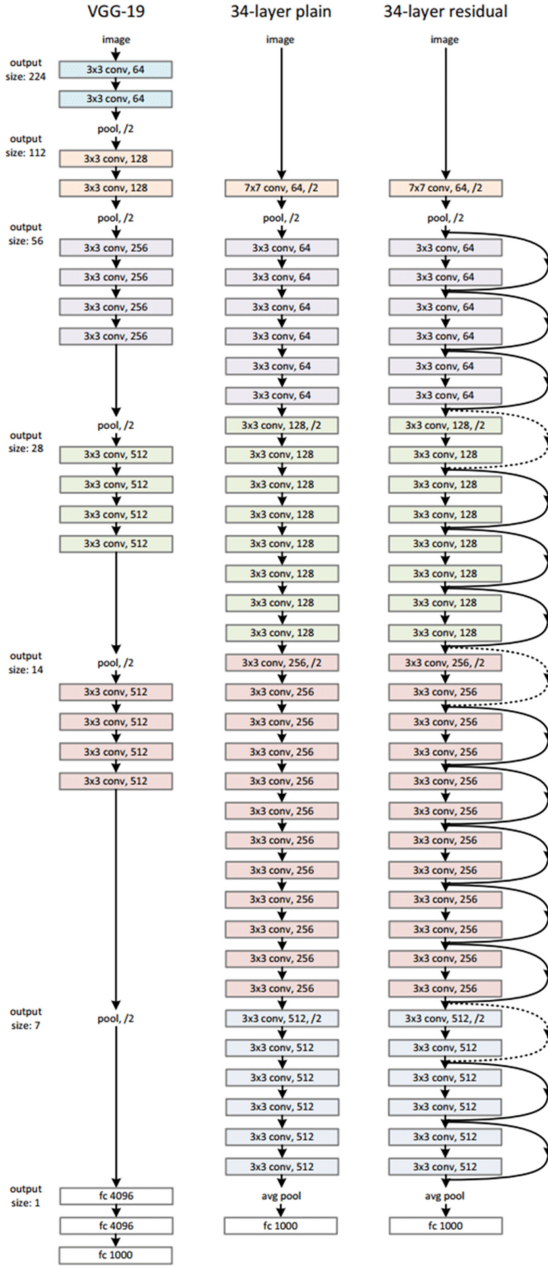 VGG-19
34-layer plain
34-layer residual
output
size: 224
output
size: 112
output
size: 56
output
size: 28
output
size: 14
output
size: 7
output
size: 1
image
3x3 conv, 64
3x3 conv, 64
pool, /2
3x3 conv, 128
3x3 conv, 128
pool, /2
3x3 conv, 256
3x3 conv, 256
3x3 conv, 256
3x3 conv, 256
pool, /2
3x3 conv, 512
3x3 conv, 512
3x3 conv, 512
3x3 conv, 512
pool, /2
3x3 conv, 512
3x3 conv, 512
3x3 conv, 512
3x3 conv, 512
pool, /2
fc 4096
fc 4096
fc 1000
image
7x7 conv, 64, /2
pool, /2
3x3 conv, 64
3x3 conv, 64
3x3 conv, 64
3x3 conv, 64
3x3 conv, 64
3x3 conv, 64
3x3 conv, 128, /2
3x3 conv, 128
3x3 conv, 128
3x3 conv, 128
3x3 conv, 128
3x3 conv, 128
3x3 conv, 128
3x3 conv, 128
3x3 conv, 256, /2
3x3 conv, 256
3x3 conv, 256
3x3 conv, 256
3x3 conv, 256
3x3 conv, 256
3x3 conv, 256
3x3 conv, 256
3x3 conv, 256
3x3 conv, 256
3x3 conv, 256
3x3 conv, 256
3x3 conv, 512, /2
3x3 conv, 512
3x3 conv, 512
3x3 conv, 512
3x3 conv, 512
3x3 conv, 512
avg pool
fc 1000
image
7x7 conv, 64, /2
pool, /2
3x3 conv, 64
3x3 conv, 64
3x3 conv, 64
3x3 conv, 64
3x3 conv, 64
3x3 conv, 64
3x3 conv, 128, /2
3x3 conv, 128
3x3 conv, 128
3x3 conv, 128
3x3 conv, 128
3x3 conv, 128
3x3 conv, 128
3x3 conv, 128
3x3 conv, 256, /2
3x3 conv, 256
3x3 conv, 256
3x3 conv, 256
3x3 conv, 256
3x3 conv, 256
3x3 conv, 256
3x3 conv, 256
3x3 conv, 256
3x3 conv, 256
3x3 conv, 256
3x3 conv, 256
3x3 conv, 512, /2
3x3 conv, 512
3x3 conv, 512
3x3 conv, 512
3x3 conv, 512
3x3 conv, 512
avg pool
fc 1000